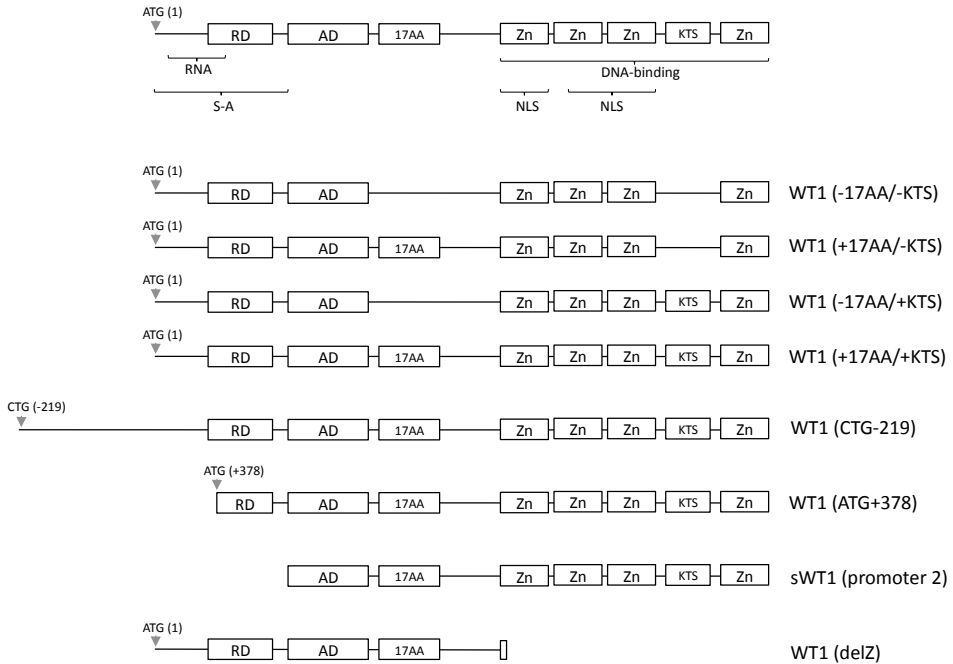 ATG (1)
RD AD 17AA Zn Zn Zn KTS Zn
RNA DNA-binding
S-A NLS NLS
ATG (1)
RD AD Zn Zn Zn Zn WT1 (-17AA/-KTS)
ATG (1)
RD AD 17AA Zn Zn Zn Zn WT1 (+17AA/-KTS)
ATG (1)
RD AD Zn Zn Zn KTS Zn WT1 (-17AA/+KTS)
ATG (1)
RD AD 17AA Zn Zn Zn KTS Zn WT1 (+17AA/+KTS)
CTG (-219)
RD AD 17AA Zn Zn Zn KTS Zn WT1 (CTG-219)
ATG (+378)
RD AD 17AA Zn Zn Zn KTS Zn WT1 (ATG+378)
AD 17AA Zn Zn Zn KTS Zn sWT1 (promoter 2)
ATG (1)
RD AD 17AA WT1 (delZ)